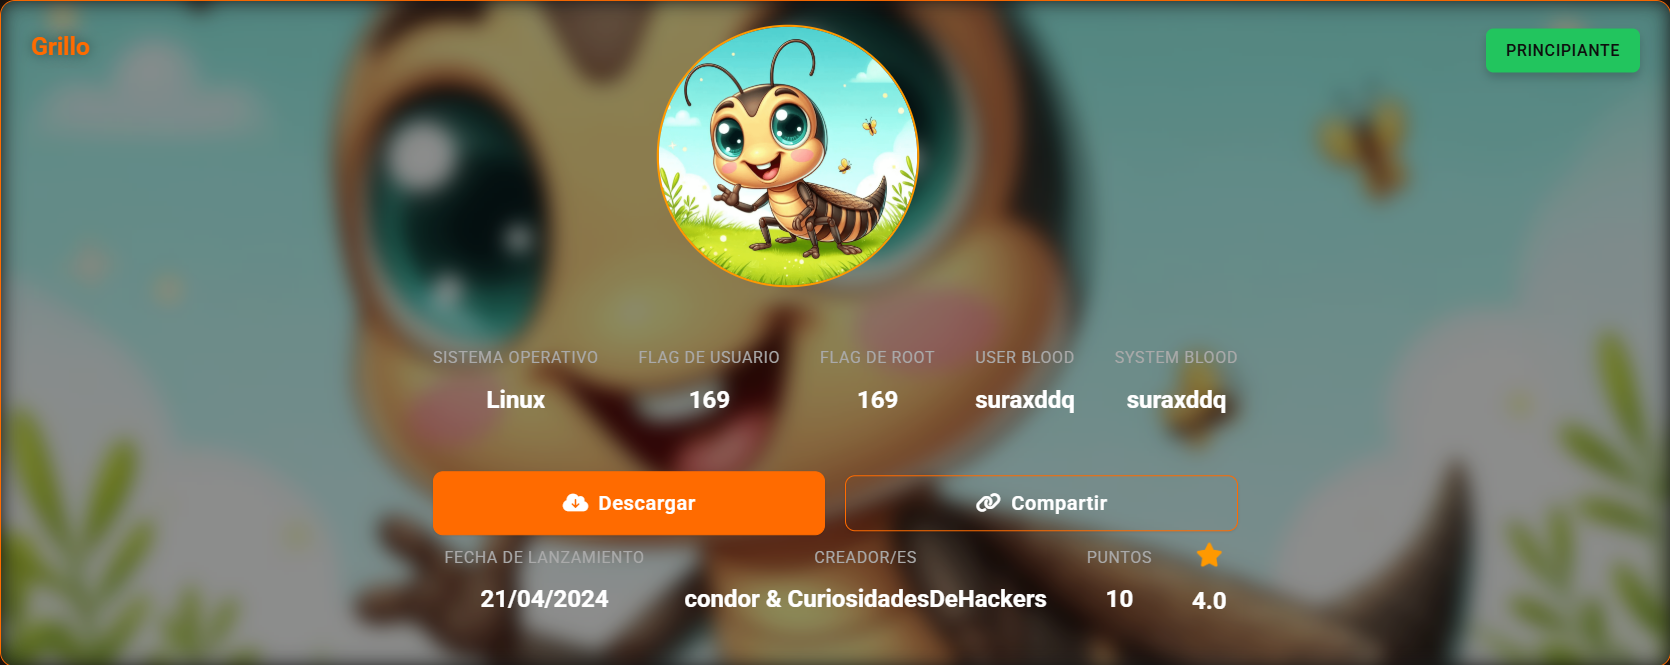 Grillo
PRINCIPIANTE
SISTEMA OPERATIVO FLAG DE USUARIO FLAG DE ROOT USER BLOOD SYSTEM BLOOD
Linux 169 169 suraxddq suraxddq
Descargar Compartir
FECHA DE LANZAMIENTO CREADOR/ES PUNTOS
21/04/2024 condor & CuriosidadesDeHackers 10 4.0